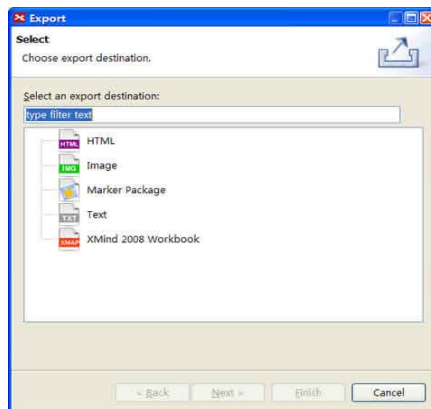 Export
Select
Choose export destination.
Select an export destination:
type filter text
HTML
HTML
IMG
Image
Marker Package
TXT
Text
XMAP
XMind 2008 Workbook
< Back
Next >
Finish
Cancel